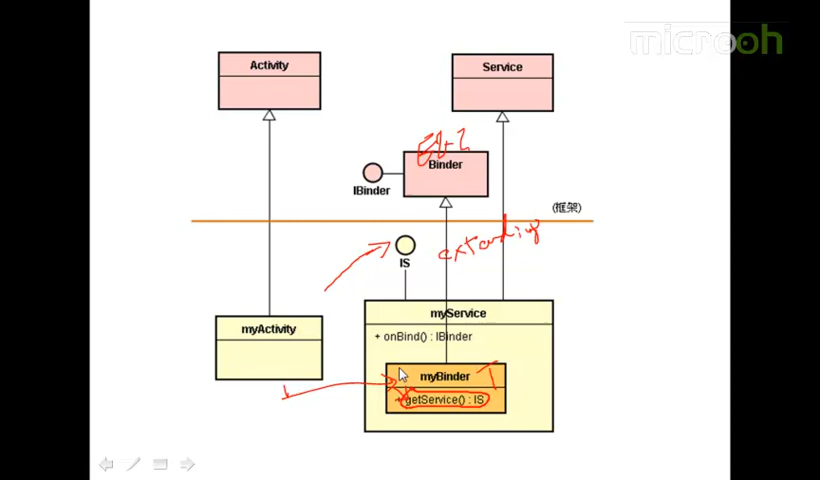 microoh
Activity
Service
E&I
Binder
IBinder
(框架)
extending
IS
myService
myActivity
+ onBind() : IBinder
myBinder
T
+ getService() : IS